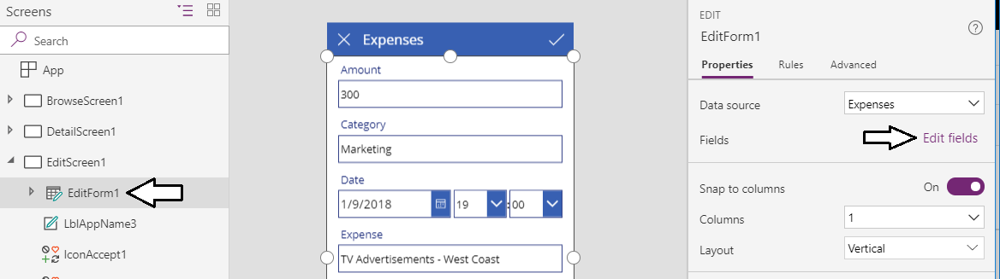 Screens
Search
App
BrowseScreen1
DetailScreen1
EditScreen1
EditForm1
LblAppName3
IconAccept1
Expenses
Amount
300
Category
Marketing
Date
1/9/2018 19 : 00
Expense
TV Advertisements - West Coast
EDIT
EditForm1
?
Properties Rules Advanced
Data source Expenses
Fields Edit fields
Snap to columns On
Columns 1
Layout Vertical